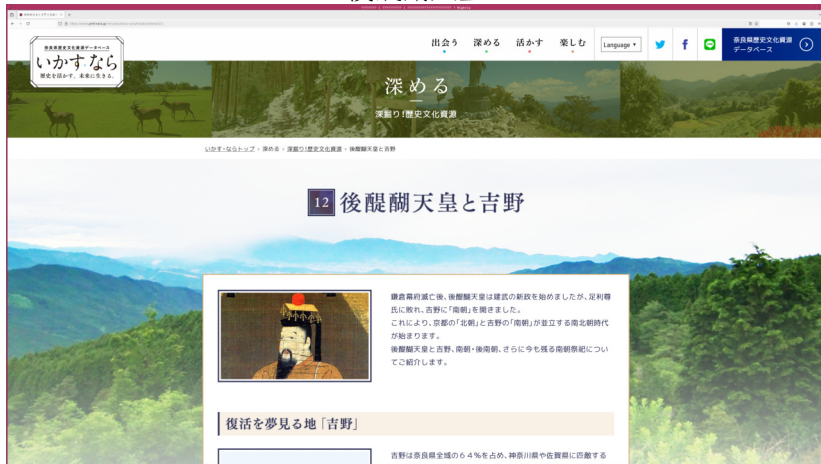 出会う 深める 活かす 楽しむ Language ▾
奈良県歴史文化資源データベース
いかす・なら
歴史を活かす、未来に生きる。
奈良県歴史文化資源
データベース
深める
深掘り!歴史文化資源
いかす・ならトップ › 深める › 深掘り!歴史文化資源 › 後醍醐天皇と吉野
12 後醍醐天皇と吉野
鎌倉幕府滅亡後、後醍醐天皇は建武の新政を始めましたが、足利尊
氏に敗れ、吉野に「南朝」を開きました。
これにより、京都の「北朝」と吉野の「南朝」が並立する南北朝時代
が始まります。
後醍醐天皇と吉野、南朝・後南朝、さらに今も残る南朝祭祀につい
てご紹介します。
復活を夢見る地「吉野」
吉野は奈良県全域の64%を占め、神奈川県や佐賀県に匹敵する